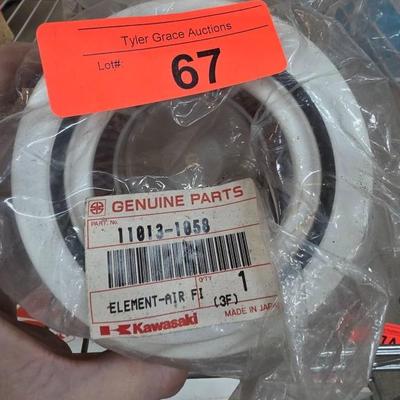 Tyler Grace Auctions
Lot#: 67
GENUINE PARTS
PART No.
11013-1058
Q'TY
1
ELEMENT-AIR FI (3F)
Kawasaki
MADE IN JAPAN